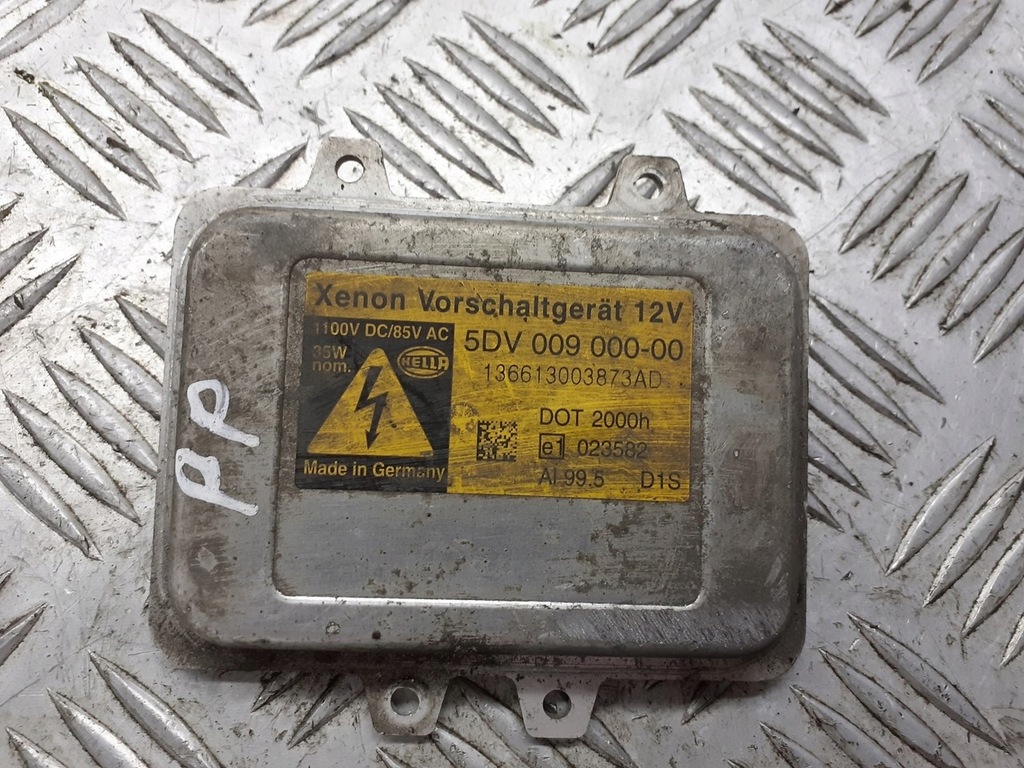 Xenon Vorschaltgerät 12V
1100V DC/85V AC
35W
nom.
HELLA
5DV 009 000-00
136613003873AD
DOT 2000h
e1 023582
Al 99.5 D1S
Made in Germany